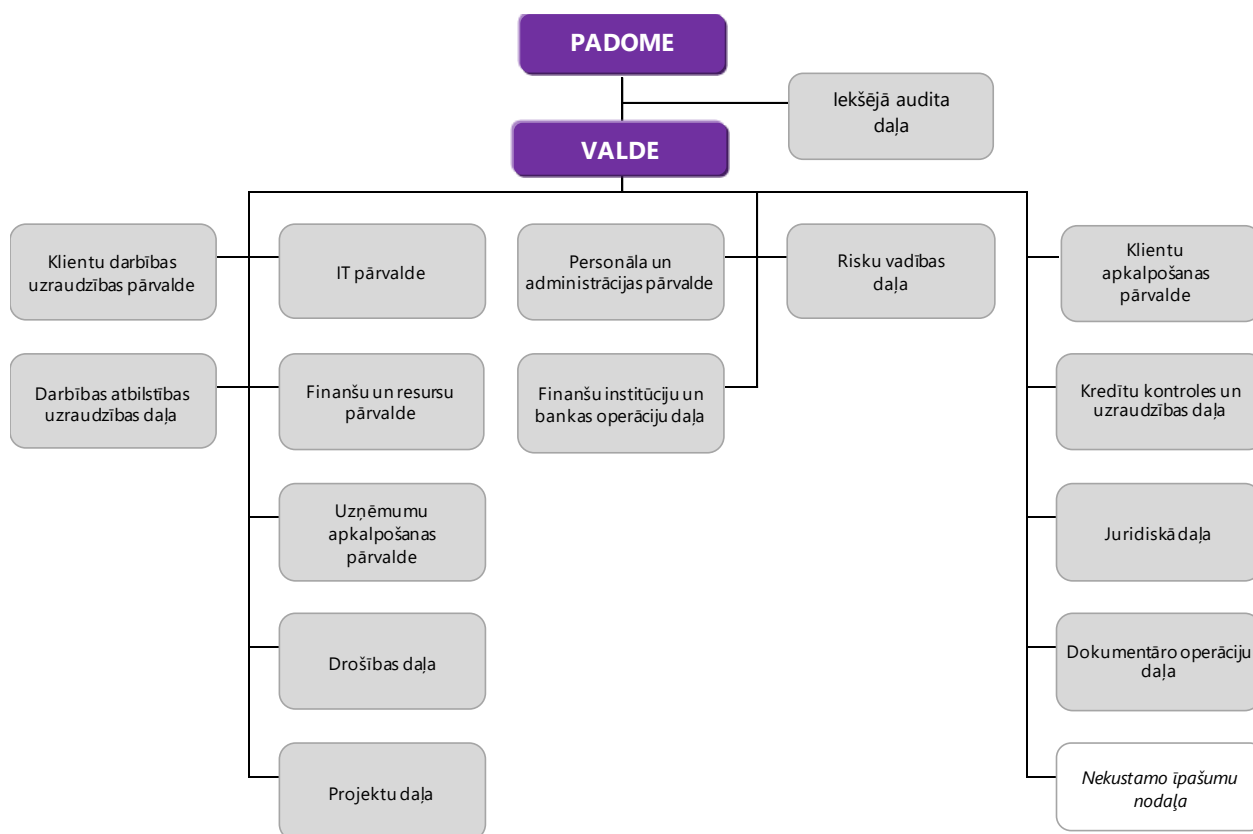 PADOME
Iekšējā audita
daļa
VALDE
Klientu darbības
uzraudzības pārvalde
IT pārvalde
Personāla un
administrācijas pārvalde
Risku vadības
daļa
Klientu
apkalpošanas
pārvalde
Darbības atbilstības
uzraudzības daļa
Finanšu un resursu
pārvalde
Finanšu institūciju un
bankas operāciju daļa
Kredītu kontroles un
uzraudzības daļa
Uzņēmumu
apkalpošanas
pārvalde
Juridiskā daļa
Drošības daļa
Dokumentāro operāciju
daļa
Projektu daļa
Nekustamo īpašumu
nodaļa